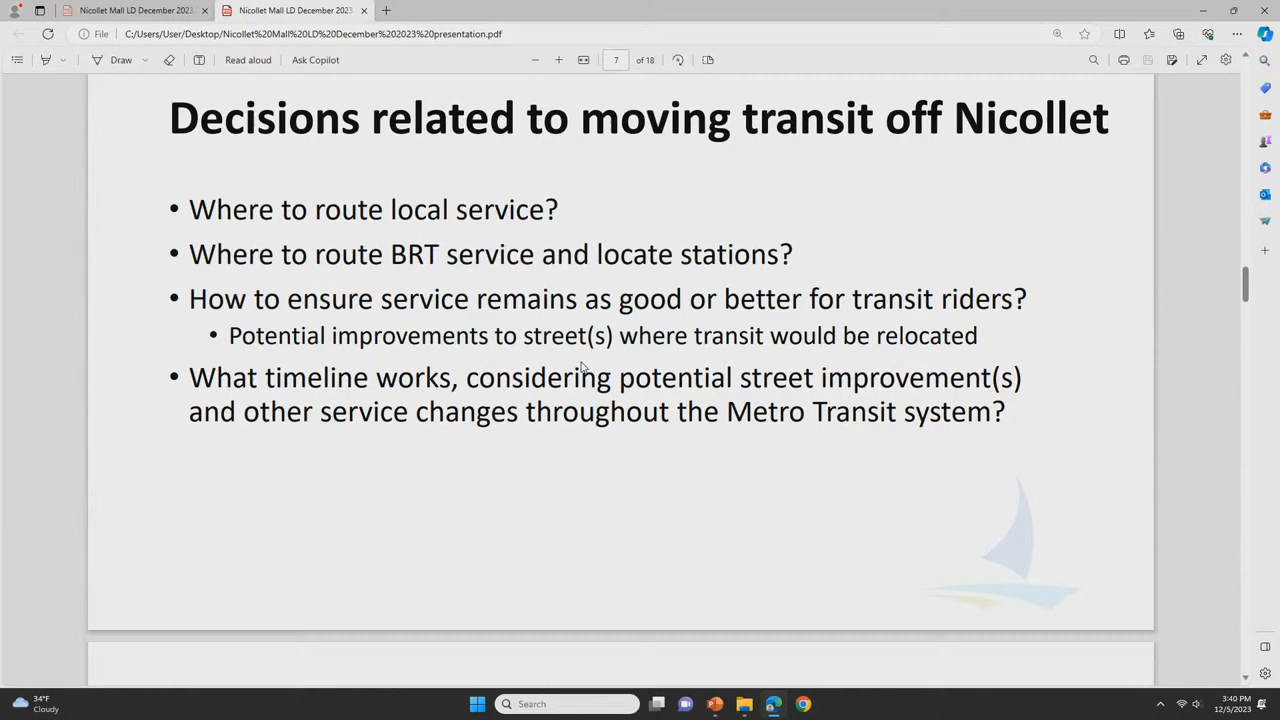 Nicollet Mall LD December 2023
Nicollet Mall LD December 2023
File
C:/Users/User/Desktop/Nicollet%20Mall%20LD%20December%202023%20presentation.pdf
Draw
Read aloud
Ask Copilot
7
of 18
Decisions related to moving transit off Nicollet
• Where to route local service?
• Where to route BRT service and locate stations?
• How to ensure service remains as good or better for transit riders?
• Potential improvements to street(s) where transit would be relocated
• What timeline works, considering potential street improvement(s)
and other service changes throughout the Metro Transit system?
34°F
Cloudy
Search
3:40 PM
12/5/2023